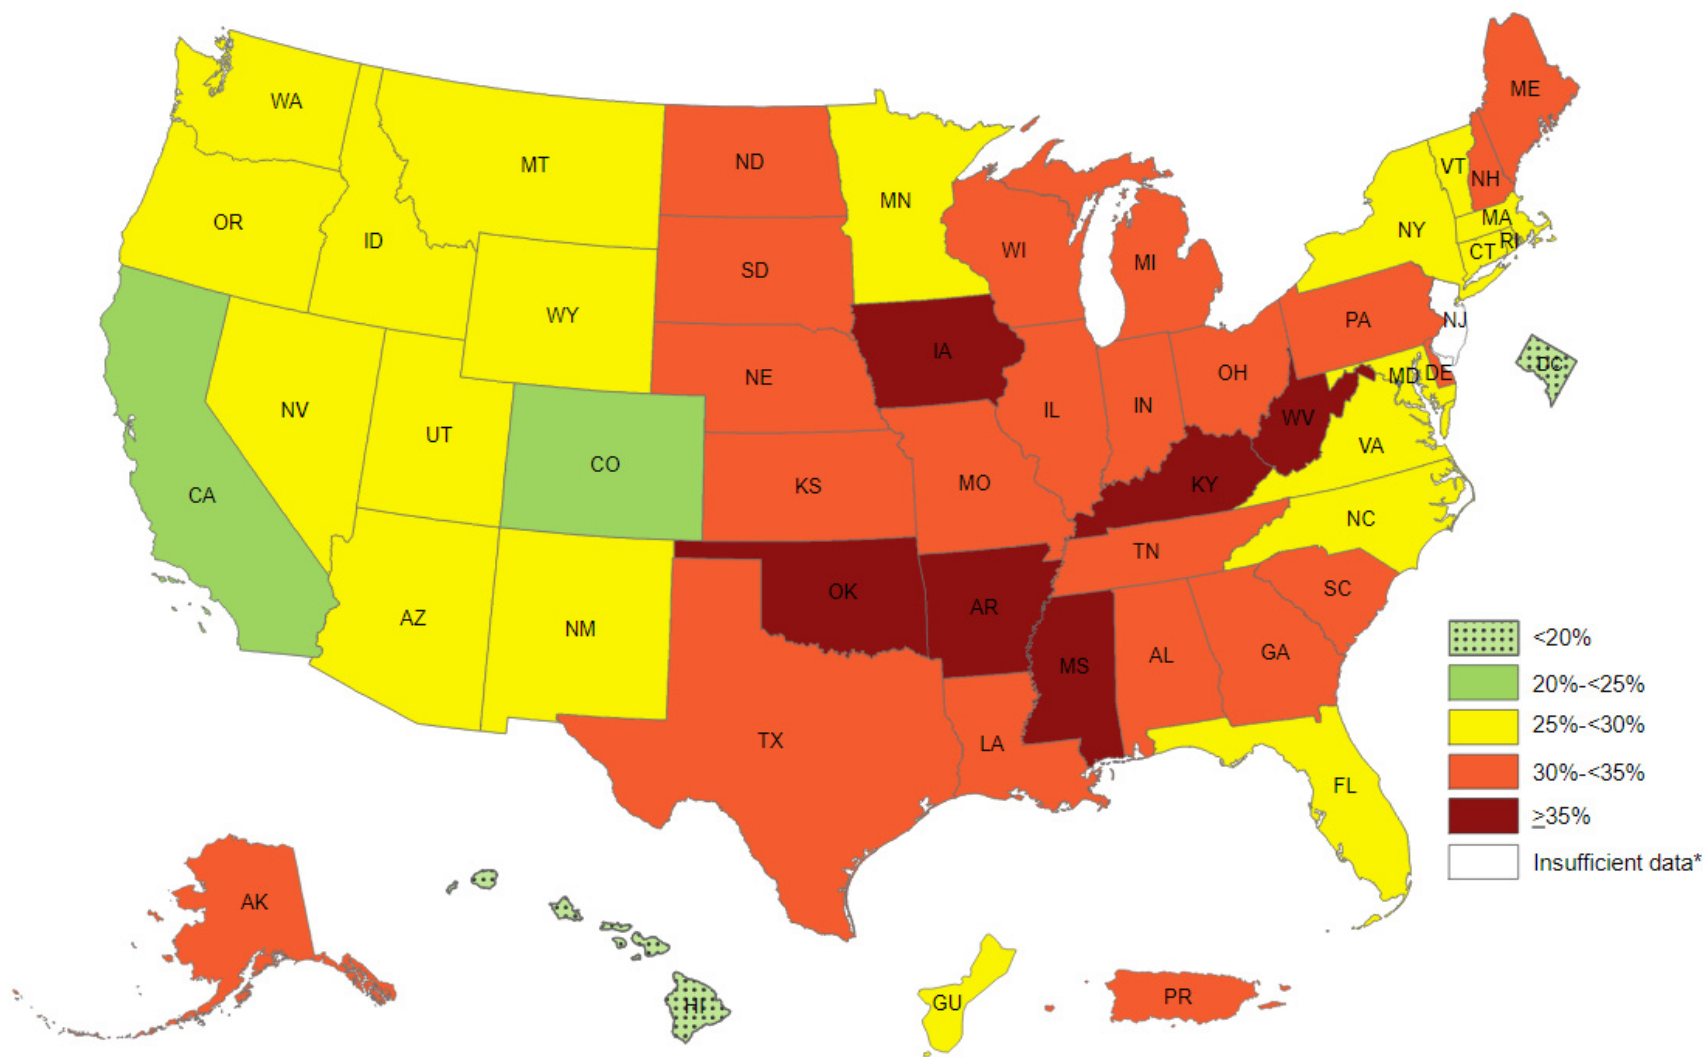 ME
WA
MT
ND
MN
VT
NH
OR
ID
SD
WI
MI
NY
MA
CT
RI
WY
IA
NE
PA
NJ
DC
NV
UT
CO
IL
IN
OH
MD
DE
WV
VA
CA
KS
MO
KY
NC
TN
AZ
NM
OK
AR
SC
MS
AL
GA
TX
LA
FL
<20%
20%-<25%
25%-<30%
30%-<35%
≥35%
Insufficient data*
AK
HI
GU
PR